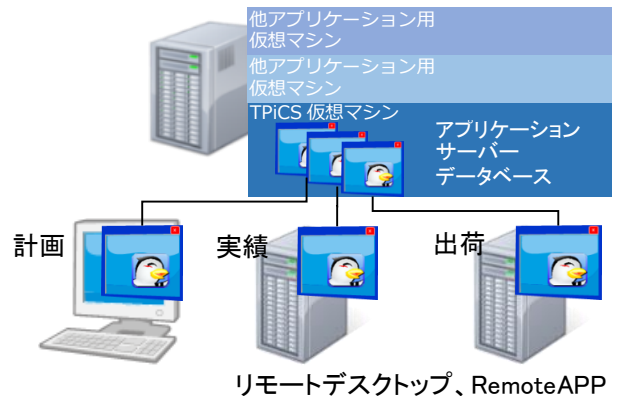 他アプリケーション用
仮想マシン
他アプリケーション用
仮想マシン
TPiCS 仮想マシン
アプリケーション
サーバー
データベース
計画
実績
出荷
リモートデスクトップ、RemoteAPP